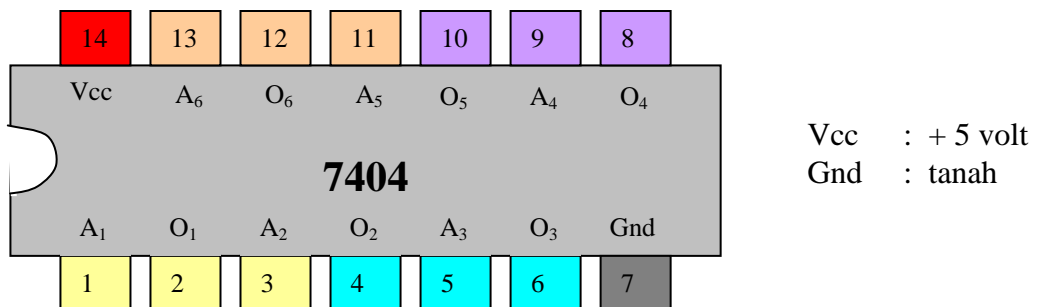 14 13 12 11 10 9 8
Vcc A₆ O₆ A₅ O₅ A₄ O₄
7404
A₁ O₁ A₂ O₂ A₃ O₃ Gnd
1 2 3 4 5 6 7
Vcc : + 5 volt
Gnd : tanah